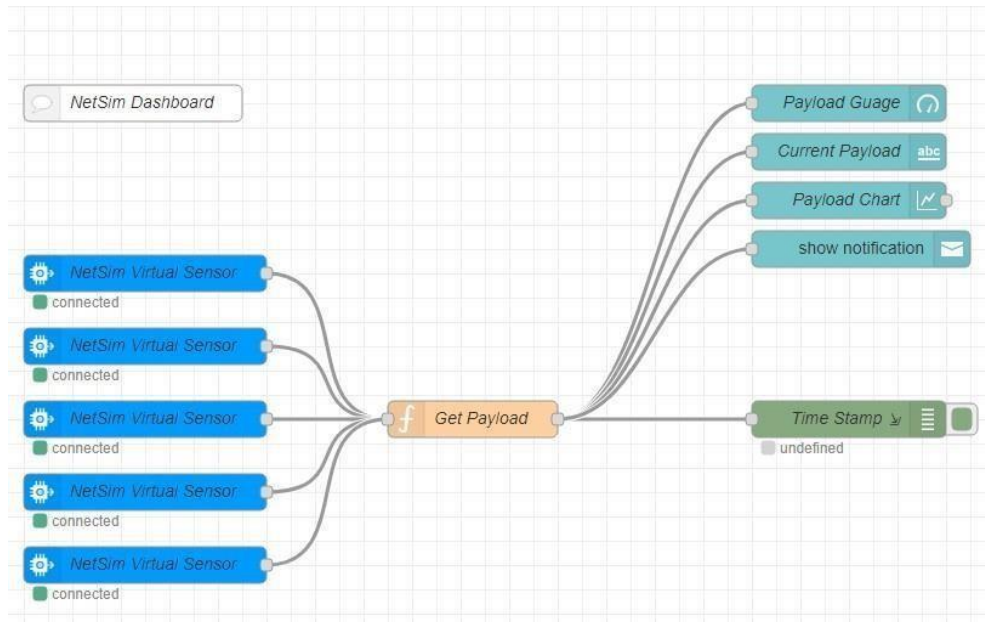 NetSim Dashboard
Payload Guage
Current Payload
abc
Payload Chart
show notification
NetSim Virtual Sensor
connected
NetSim Virtual Sensor
connected
NetSim Virtual Sensor
connected
Get Payload
Time Stamp
undefined
NetSim Virtual Sensor
connected
NetSim Virtual Sensor
connected